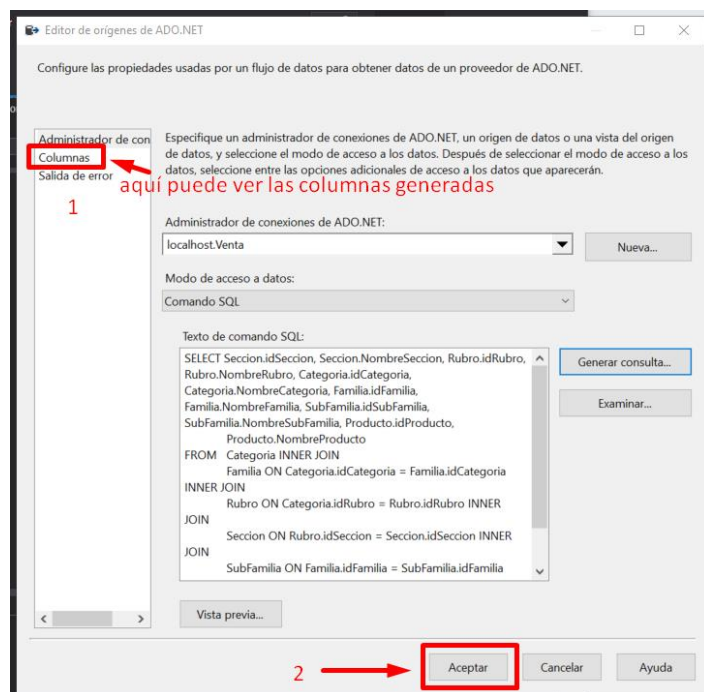 Editor de orígenes de ADO.NET
Configure las propiedades usadas por un flujo de datos para obtener datos de un proveedor de ADO.NET.
Administrador de con
Columnas
Salida de error
1
Especifique un administrador de conexiones de ADO.NET, un origen de datos o una vista del origen
de datos, y seleccione el modo de acceso a los datos. Después de seleccionar el modo de acceso a los
datos, seleccione entre las opciones adicionales de acceso a los datos que aparecerán.
aquí puede ver las columnas generadas
Administrador de conexiones de ADO.NET:
localhost.Venta
Nueva...
Modo de acceso a datos:
Comando SQL
Texto de comando SQL:
SELECT Seccion.idSeccion, Seccion.NombreSeccion, Rubro.idRubro,
Rubro.NombreRubro, Categoria.idCategoria,
Categoria.NombreCategoria, Familia.idFamilia,
Familia.NombreFamilia, SubFamilia.idSubFamilia,
SubFamilia.NombreSubFamilia, Producto.idProducto,
Producto.NombreProducto
FROM Categoria INNER JOIN
Familia ON Categoria.idCategoria = Familia.idCategoria
INNER JOIN
Rubro ON Categoria.idRubro = Rubro.idRubro INNER
JOIN
Seccion ON Rubro.idSeccion = Seccion.idSeccion INNER
JOIN
SubFamilia ON Familia.idFamilia = SubFamilia.idFamilia
Generar consulta...
Examinar...
Vista previa...
2
Aceptar
Cancelar
Ayuda